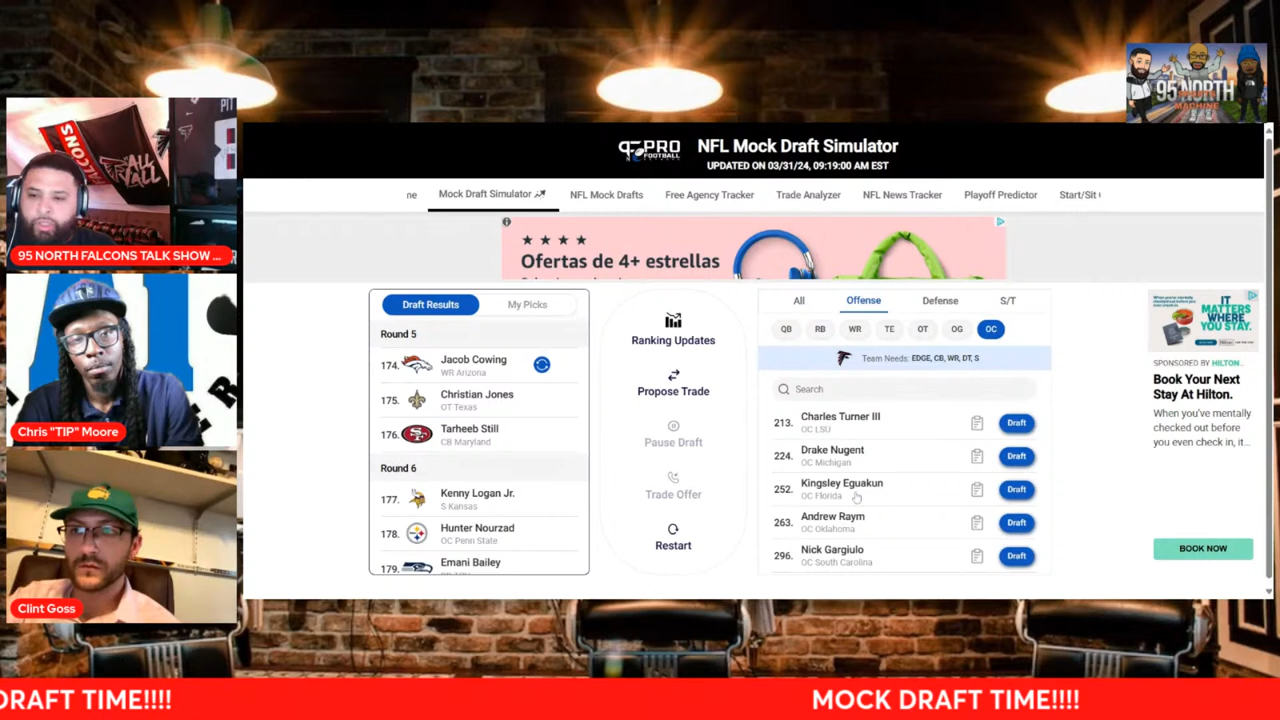 95 NORTH
MACHINE
FALCONS
PIT
95 NORTH FALCONS TALK SHOW ...
Chris "TIP" Moore
Clint Goss
PRO
FOOTBALL
NETWORK
NFL Mock Draft Simulator
UPDATED ON 03/31/24, 09:19:00 AM EST
me
Mock Draft Simulator
NFL Mock Drafts
Free Agency Tracker
Trade Analyzer
NFL News Tracker
Playoff Predictor
Start/Sit
Ofertas de 4+ estrellas
Draft Results
My Picks
Round 5
174.
Jacob Cowing
WR Arizona
175.
Christian Jones
OT Texas
176.
Tarheeb Still
CB Maryland
Round 6
177.
Kenny Logan Jr.
S Kansas
178.
Hunter Nourzad
OC Penn State
179.
Emani Bailey
Ranking Updates
Propose Trade
Pause Draft
Trade Offer
Restart
All
Offense
Defense
S/T
QB
RB
WR
TE
OT
OG
OC
Team Needs: EDGE, CB, WR, DT, S
Search
213.
Charles Turner III
OC LSU
Draft
224.
Drake Nugent
OC Michigan
Draft
252.
Kingsley Eguakun
OC Florida
Draft
263.
Andrew Raym
OC Oklahoma
Draft
296.
Nick Gargiulo
OC South Carolina
Draft
IT
MATTERS
WHERE
YOU STAY.
SPONSORED BY HILTON...
Book Your Next
Stay At Hilton.
When you've mentally
checked out before
you even check in, it...
BOOK NOW
DRAFT TIME!!!!
MOCK DRAFT TIME!!!!